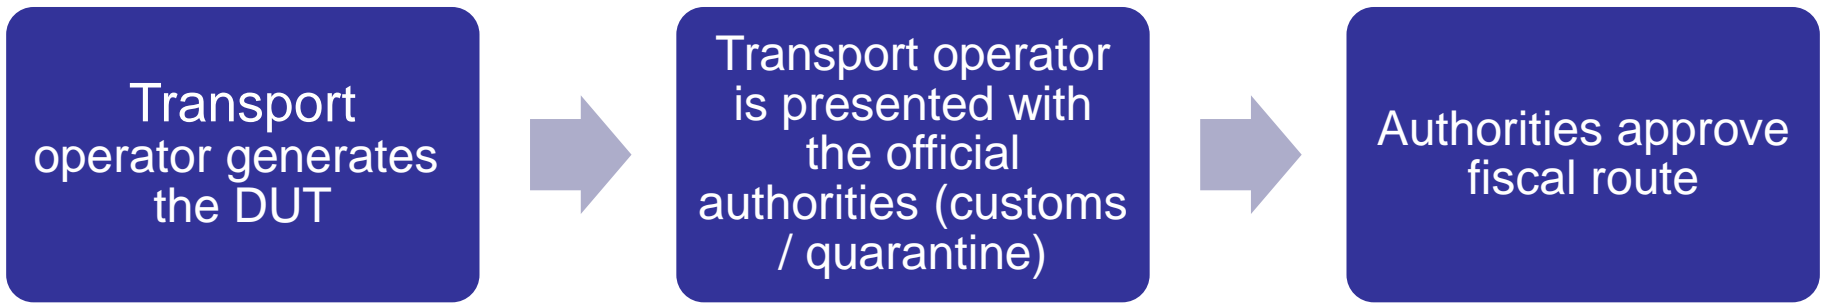 Transport
operator generates
the DUT
Transport operator
is presented with
the official
authorities (customs
/ quarantine)
Authorities approve
fiscal route